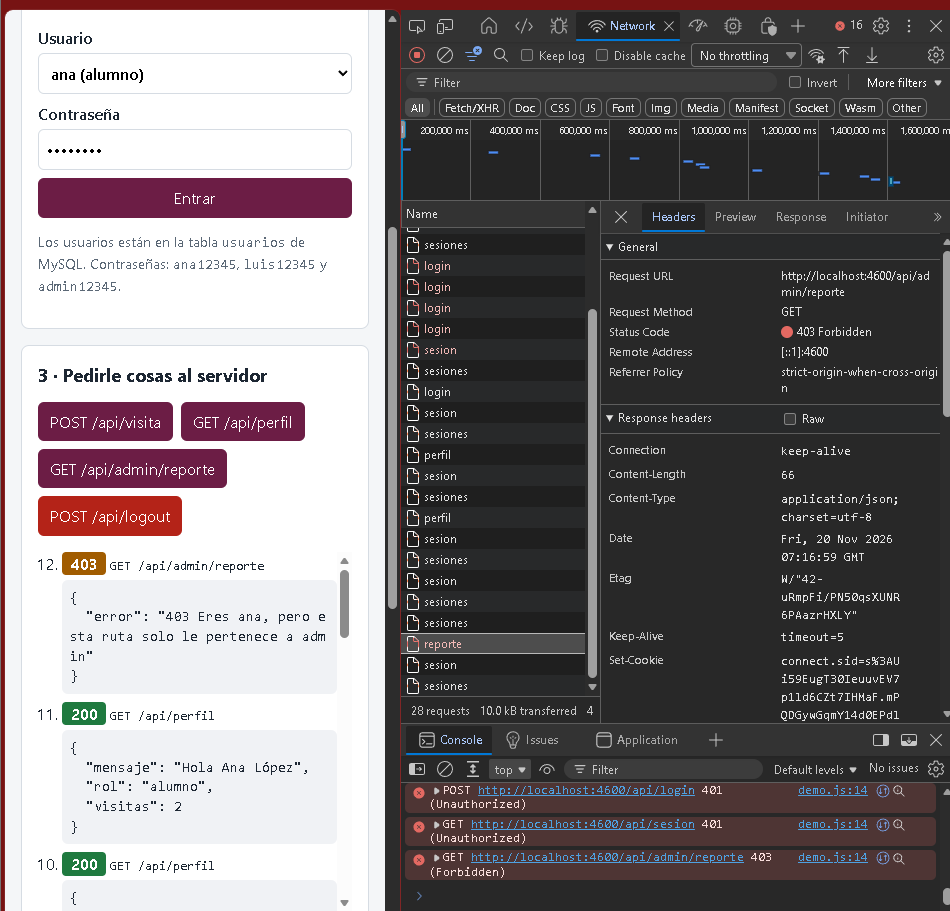 Usuario
ana (alumno)
Contraseña
••••••••
Entrar
Los usuarios están en la tabla usuarios de
MySQL. Contraseñas: ana12345, luis12345 y
admin12345.
3 · Pedirle cosas al servidor
POST /api/visita
GET /api/perfil
GET /api/admin/reporte
POST /api/logout
12. 403 GET /api/admin/reporte
{
"error": "403 Eres ana, pero e
sta ruta solo le pertenece a adm
in"
}
11. 200 GET /api/perfil
{
"mensaje": "Hola Ana López",
"rol": "alumno",
"visitas": 2
}
10. 200 GET /api/perfil
{
Network
16
Keep log
Disable cache
No throttling
Filter
Invert
More filters
All
Fetch/XHR
Doc
CSS
JS
Font
Img
Media
Manifest
Socket
Wasm
Other
200,000 ms
400,000 ms
600,000 ms
800,000 ms
1,000,000 ms
1,200,000 ms
1,400,000 ms
1,600,000 m
Name
sesiones
login
login
login
login
sesion
sesiones
login
sesion
sesiones
perfil
sesion
sesiones
perfil
sesion
sesiones
sesion
sesiones
sesiones
reporte
sesion
sesiones
28 requests 10.0 kB transferred 4
Headers
Preview
Response
Initiator
General
Request URL
http://localhost:4600/api/ad
min/reporte
Request Method
GET
Status Code
403 Forbidden
Remote Address
[::1]:4600
Referrer Policy
strict-origin-when-cross-origi
n
Response headers
Raw
Connection
keep-alive
Content-Length
66
Content-Type
application/json;
charset=utf-8
Date
Fri, 20 Nov 2026
07:16:59 GMT
Etag
W/"42-
uRmpFi/PN50qsXUNR
6PAazrHXLY"
Keep-Alive
timeout=5
Set-Cookie
connect.sid=s%3AU
i59EugT30IeuuvEV7
p1ld6CZt7IHMaF.mP
QDGywGqmY14d0EPdl
Console
Issues
Application
top
Filter
Default levels
No issues
POST http://localhost:4600/api/login 401
(Unauthorized)
demo.js:14
GET http://localhost:4600/api/sesion 401
(Unauthorized)
demo.js:14
GET http://localhost:4600/api/admin/reporte 403
(Forbidden)
demo.js:14